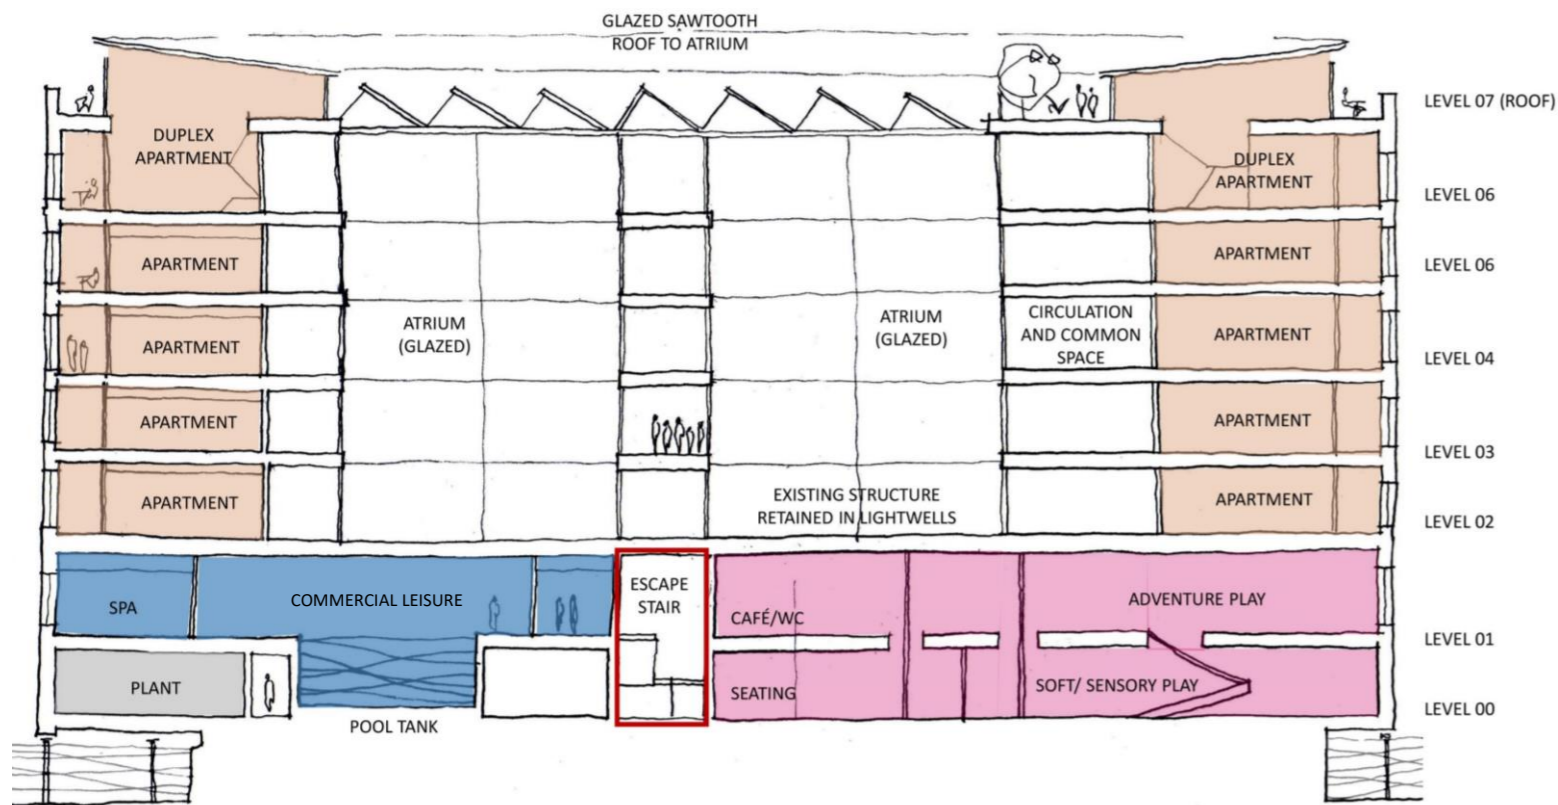 GLAZED SAWTOOTH
ROOF TO ATRIUM
LEVEL 07 (ROOF)
DUPLEX
APARTMENT
DUPLEX
APARTMENT
LEVEL 06
APARTMENT
APARTMENT
LEVEL 06
ATRIUM
(GLAZED)
ATRIUM
(GLAZED)
CIRCULATION
AND COMMON
SPACE
APARTMENT
APARTMENT
LEVEL 04
APARTMENT
APARTMENT
LEVEL 03
APARTMENT
EXISTING STRUCTURE
RETAINED IN LIGHTWELLS
APARTMENT
LEVEL 02
SPA
COMMERCIAL LEISURE
ESCAPE
STAIR
CAFÉ/WC
ADVENTURE PLAY
LEVEL 01
PLANT
SEATING
SOFT/ SENSORY PLAY
LEVEL 00
POOL TANK